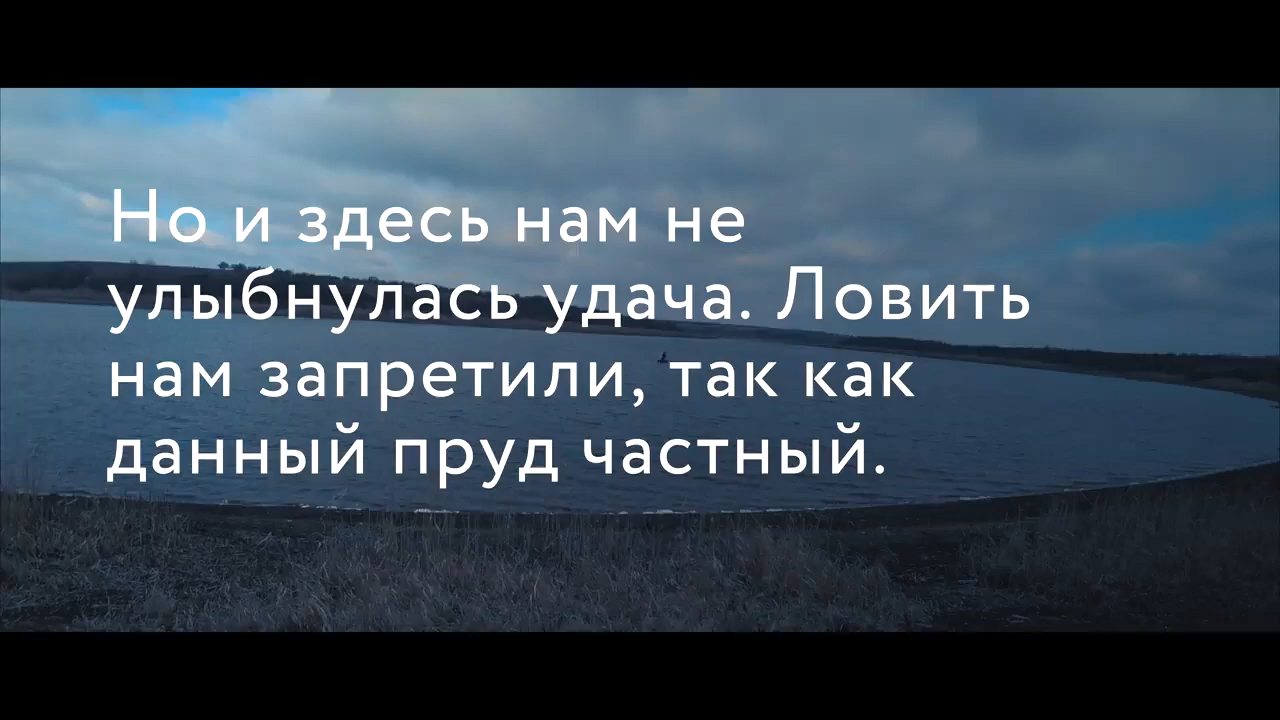 Но и здесь нам не
улыбнулась удача. Ловить
нам запретили, так как
данный пруд частный.